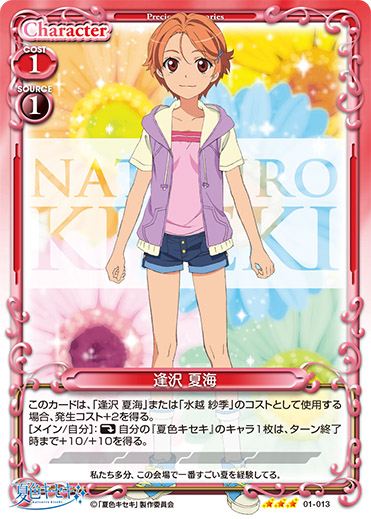 Precious Memories
Character
COST
1
SOURCE
1
NATSUIRO
KISEKI
逢沢 夏海
このカードは、「逢沢 夏海」または「水越 紗季」のコストとして使用する
場合、発生コスト+2を得る。
[メイン/自分]: 自分の「夏色キセキ」のキャラ1枚は、ターン終了
時まで+10/+10を得る。
私たち多分、この会場で一番すごい夏を経験してる。
夏色キセキ
©「夏色キセキ」製作委員会
01-013